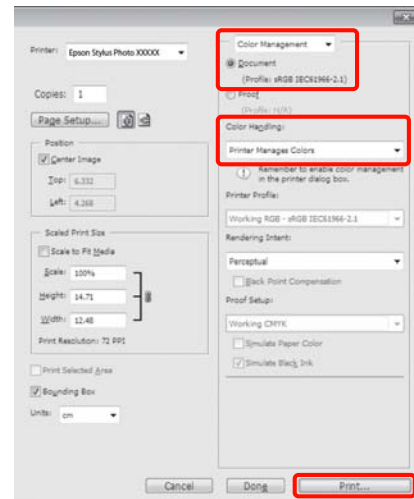 Printer: Epson Stylus Photo XXXXX
Copies: 1
Page Setup...
Position
Center Image
Top: 6.332
Left: 4.268
Scaled Print Size
Scale to Fit Media
Scale: 100%
Height: 14.71
Width: 12.48
Print Resolution: 72 PPI
Print Selected Area
Bounding Box
Units: cm
Color Management
Document
(Profile: sRGB IEC61966-2.1)
Proof
(Profile: N/A)
Color Handling:
Printer Manages Colors
Remember to enable color management
in the printer dialog box.
Printer Profile:
Working RGB - sRGB IEC61966-2.1
Rendering Intent:
Perceptual
Black Point Compensation
Proof Setup:
Working CMYK
Simulate Paper Color
Simulate Black Ink
Cancel
Done
Print...